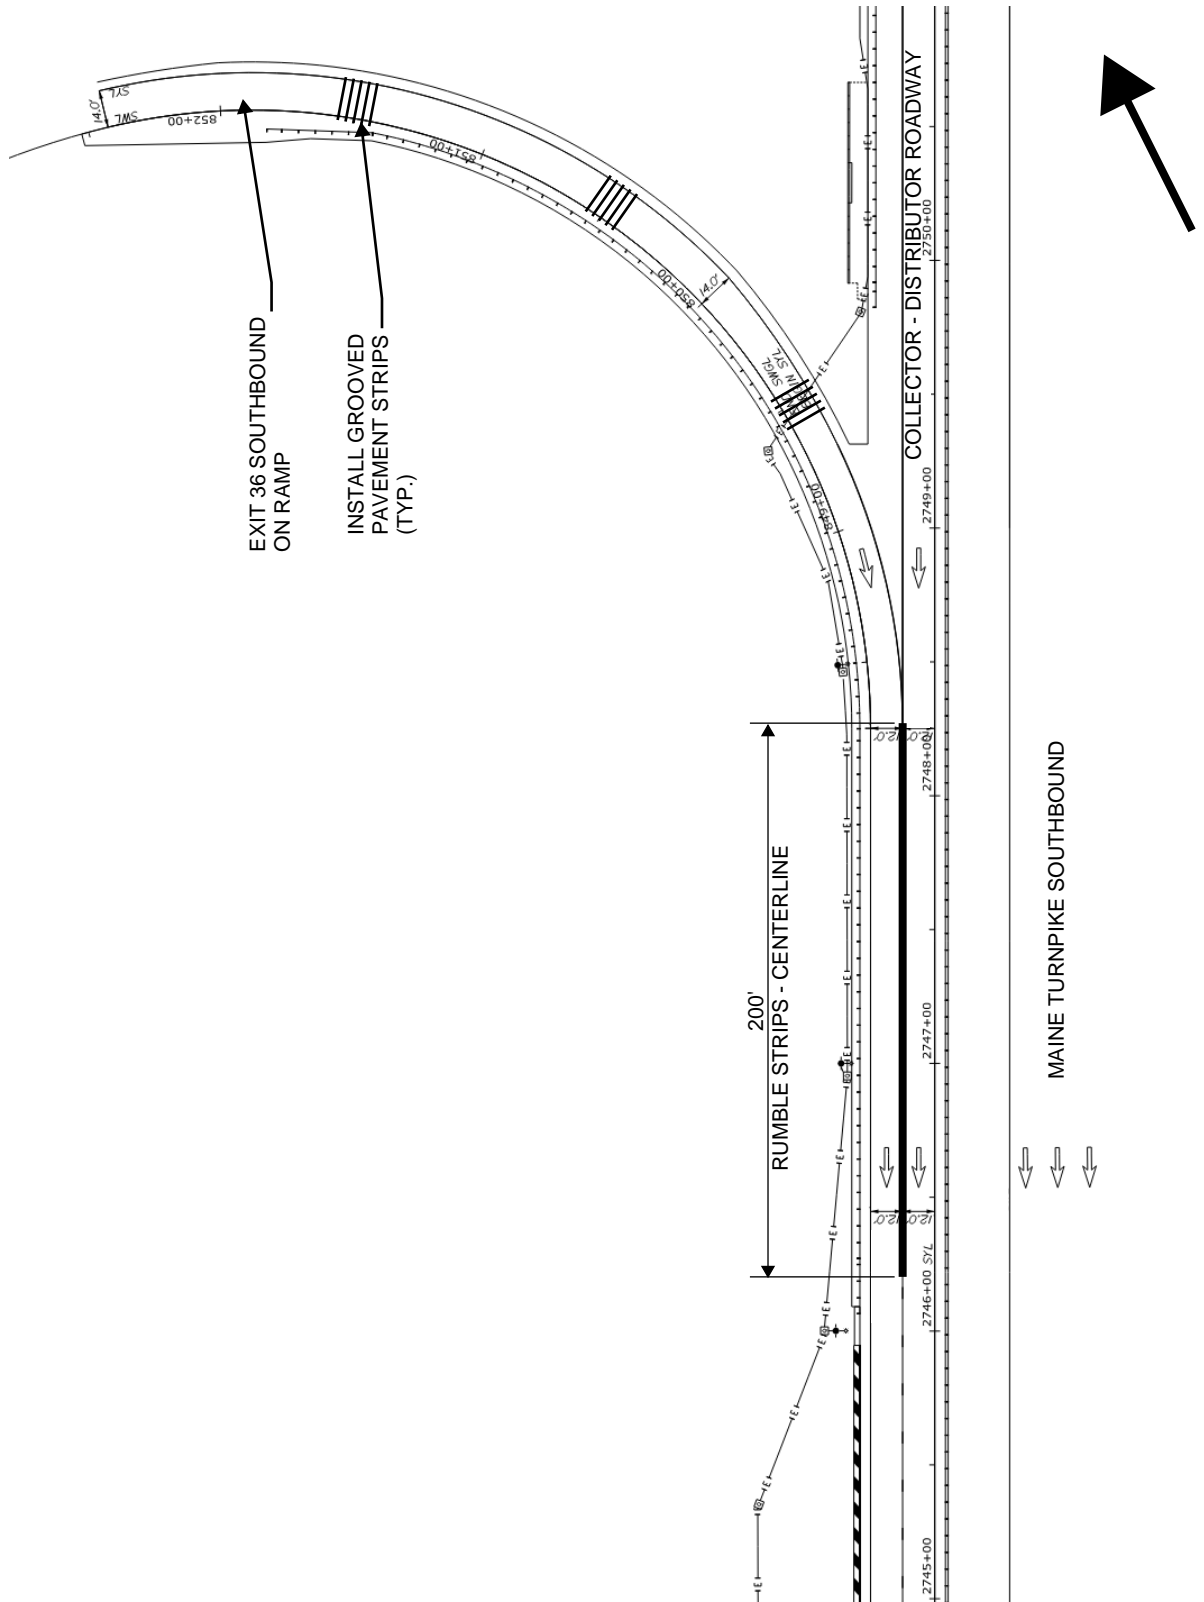 SYL
14.0'
SWL
852+00
851+00
850+00
14.0'
SWGL
849+00
EXIT 36 SOUTHBOUND
ON RAMP
INSTALL GROOVED
PAVEMENT STRIPS
(TYP.)
COLLECTOR - DISTRIBUTOR ROADWAY
2750+00
2749+00
12.0'
12.0'
2748+00
200'
RUMBLE STRIPS - CENTERLINE
MAINE TURNPIKE SOUTHBOUND
2747+00
12.0'
12.0'
2746+00
SYL
2745+00